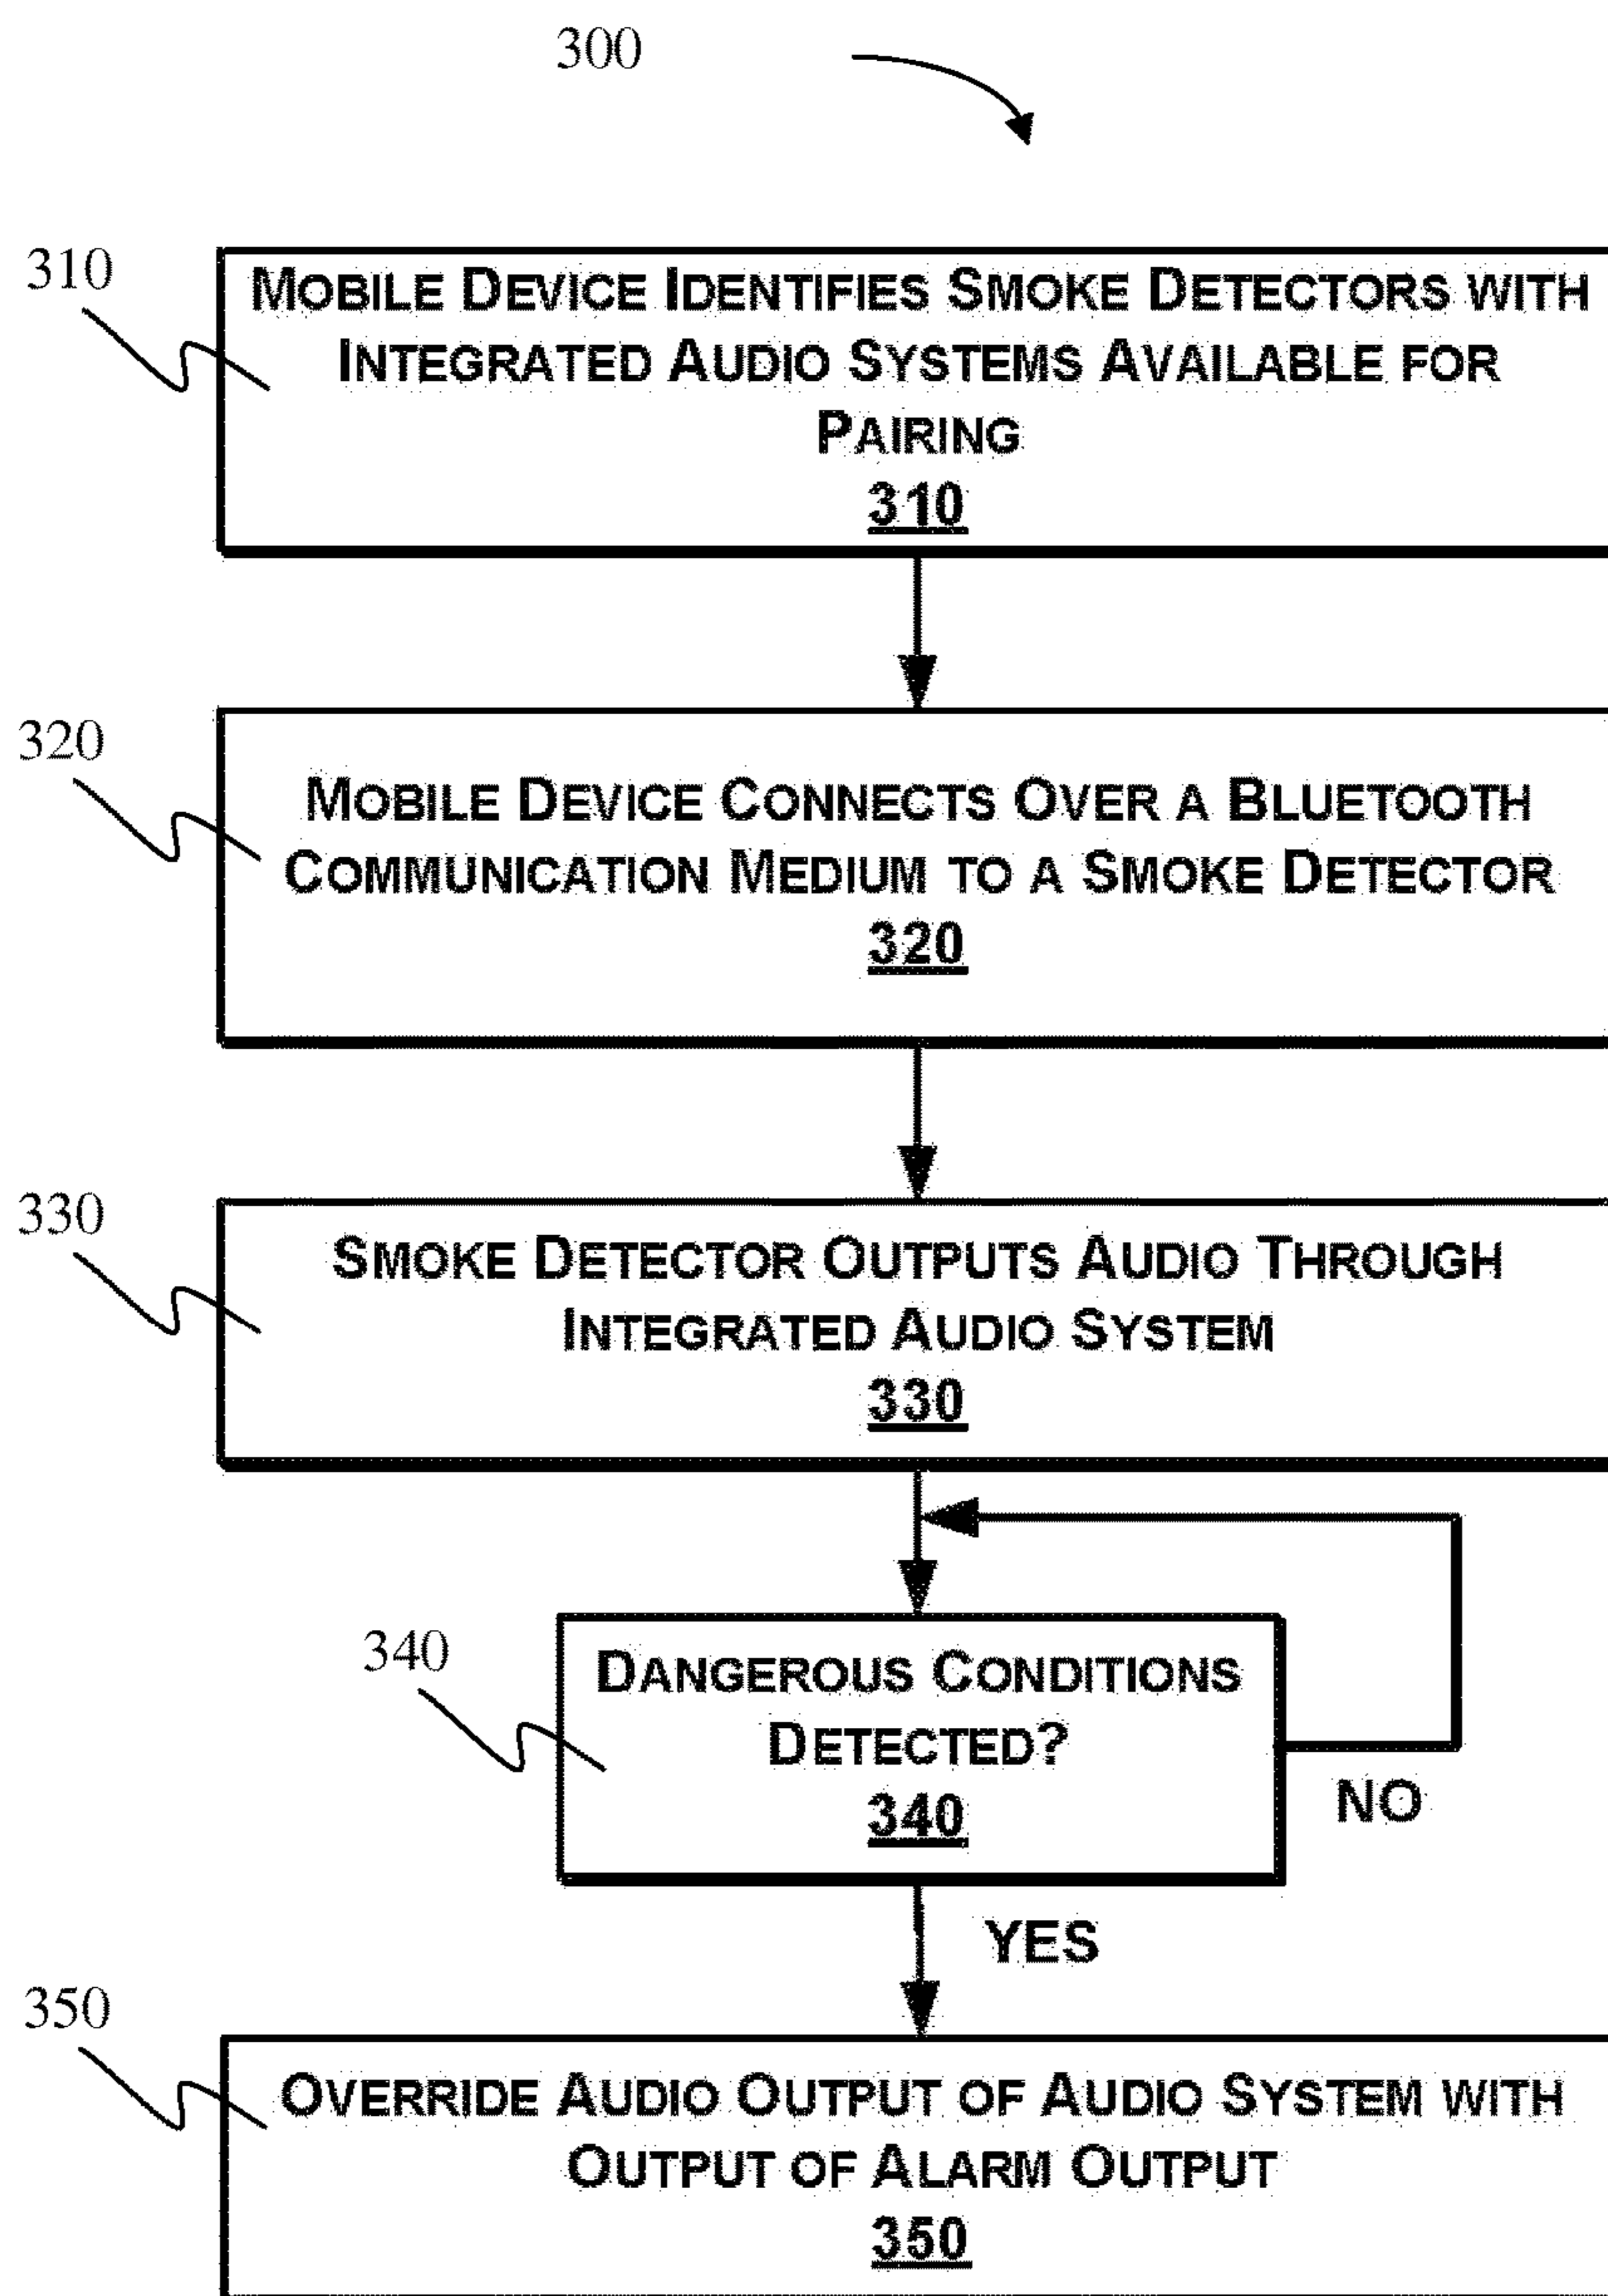 300
310
MOBILE DEVICE IDENTIFIES SMOKE DETECTORS WITH
INTEGRATED AUDIO SYSTEMS AVAILABLE FOR
PAIRING
310
320
MOBILE DEVICE CONNECTS OVER A BLUETOOTH
COMMUNICATION MEDIUM TO A SMOKE DETECTOR
320
330
SMOKE DETECTOR OUTPUTS AUDIO THROUGH
INTEGRATED AUDIO SYSTEM
330
340
DANGEROUS CONDITIONS
DETECTED?
340
NO
YES
350
OVERRIDE AUDIO OUTPUT OF AUDIO SYSTEM WITH
OUTPUT OF ALARM OUTPUT
350